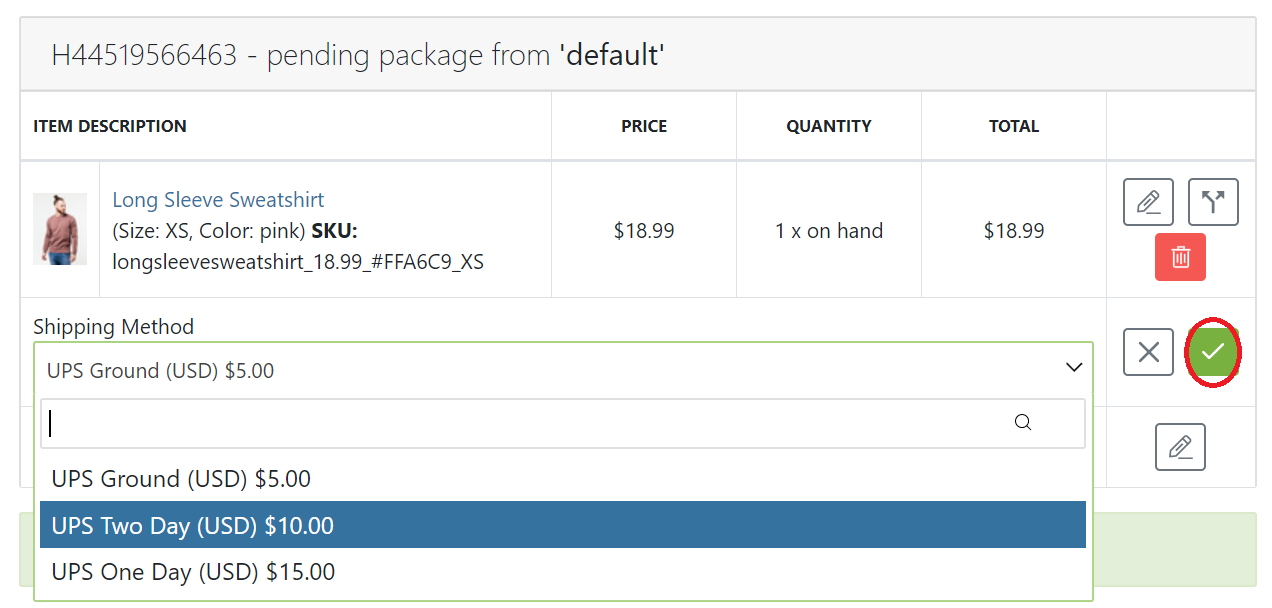 H44519566463 - pending package from 'default'
ITEM DESCRIPTION PRICE QUANTITY TOTAL
Long Sleeve Sweatshirt
(Size: XS, Color: pink) SKU: $18.99 1 x on hand $18.99
longsleevesweatshirt_18.99_#FFA6C9_XS
Shipping Method
UPS Ground (USD) $5.00
UPS Ground (USD) $5.00
UPS Two Day (USD) $10.00
UPS One Day (USD) $15.00